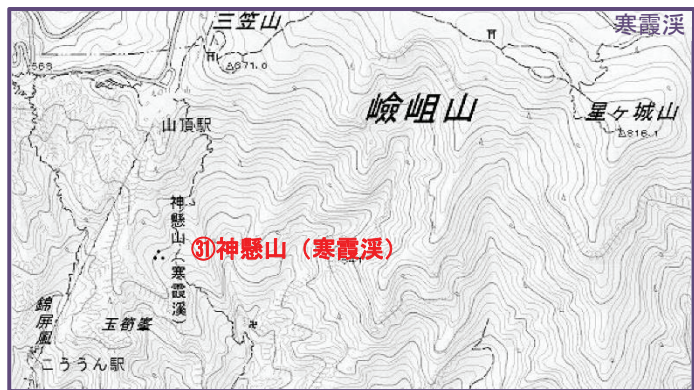 寒霞渓
三笠山
568
671.0
嶮岨山
星ヶ城山
816.1
山頂駅
神懸山（寒霞溪）
㉛神懸山（寒霞渓）
錦屏風
玉筍峯
こううん駅